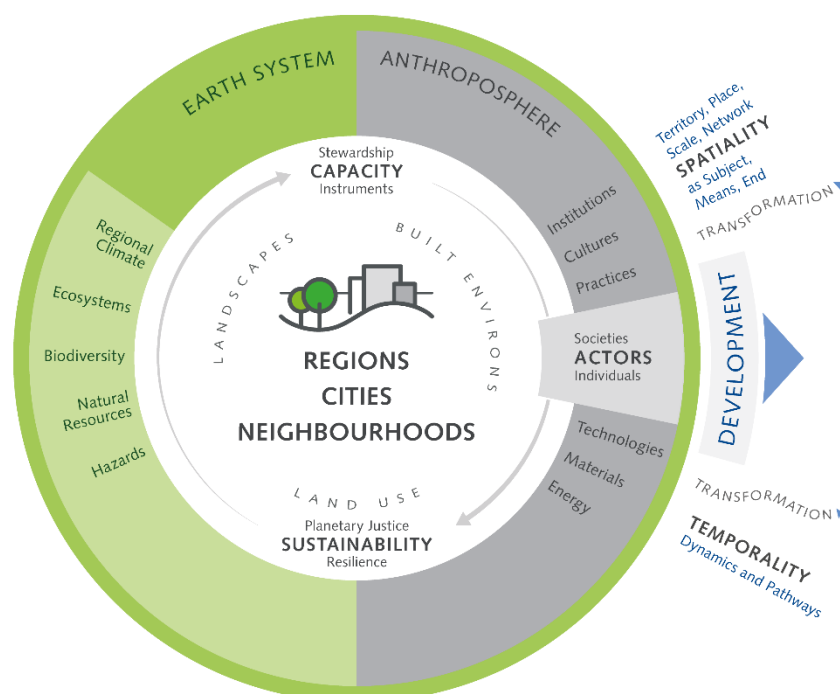 EARTH SYSTEM
ANTHROPOSPHERE
Territory, Place,
Scale, Network
SPATIALITY
as Subject,
Means, End
TRANSFORMATION
Stewardship
CAPACITY
Instruments
Institutions
Cultures
Practices
Regional
Climate
Ecosystems
Biodiversity
Natural
Resources
Hazards
LANDSCAPES
BUILT ENVIRONS
REGIONS
CITIES
NEIGHBOURHOODS
Societies
ACTORS
Individuals
DEVELOPMENT
Technologies
Materials
Energy
LAND USE
Planetary Justice
SUSTAINABILITY
Resilience
TRANSFORMATION
TEMPORALITY
Dynamics and Pathways